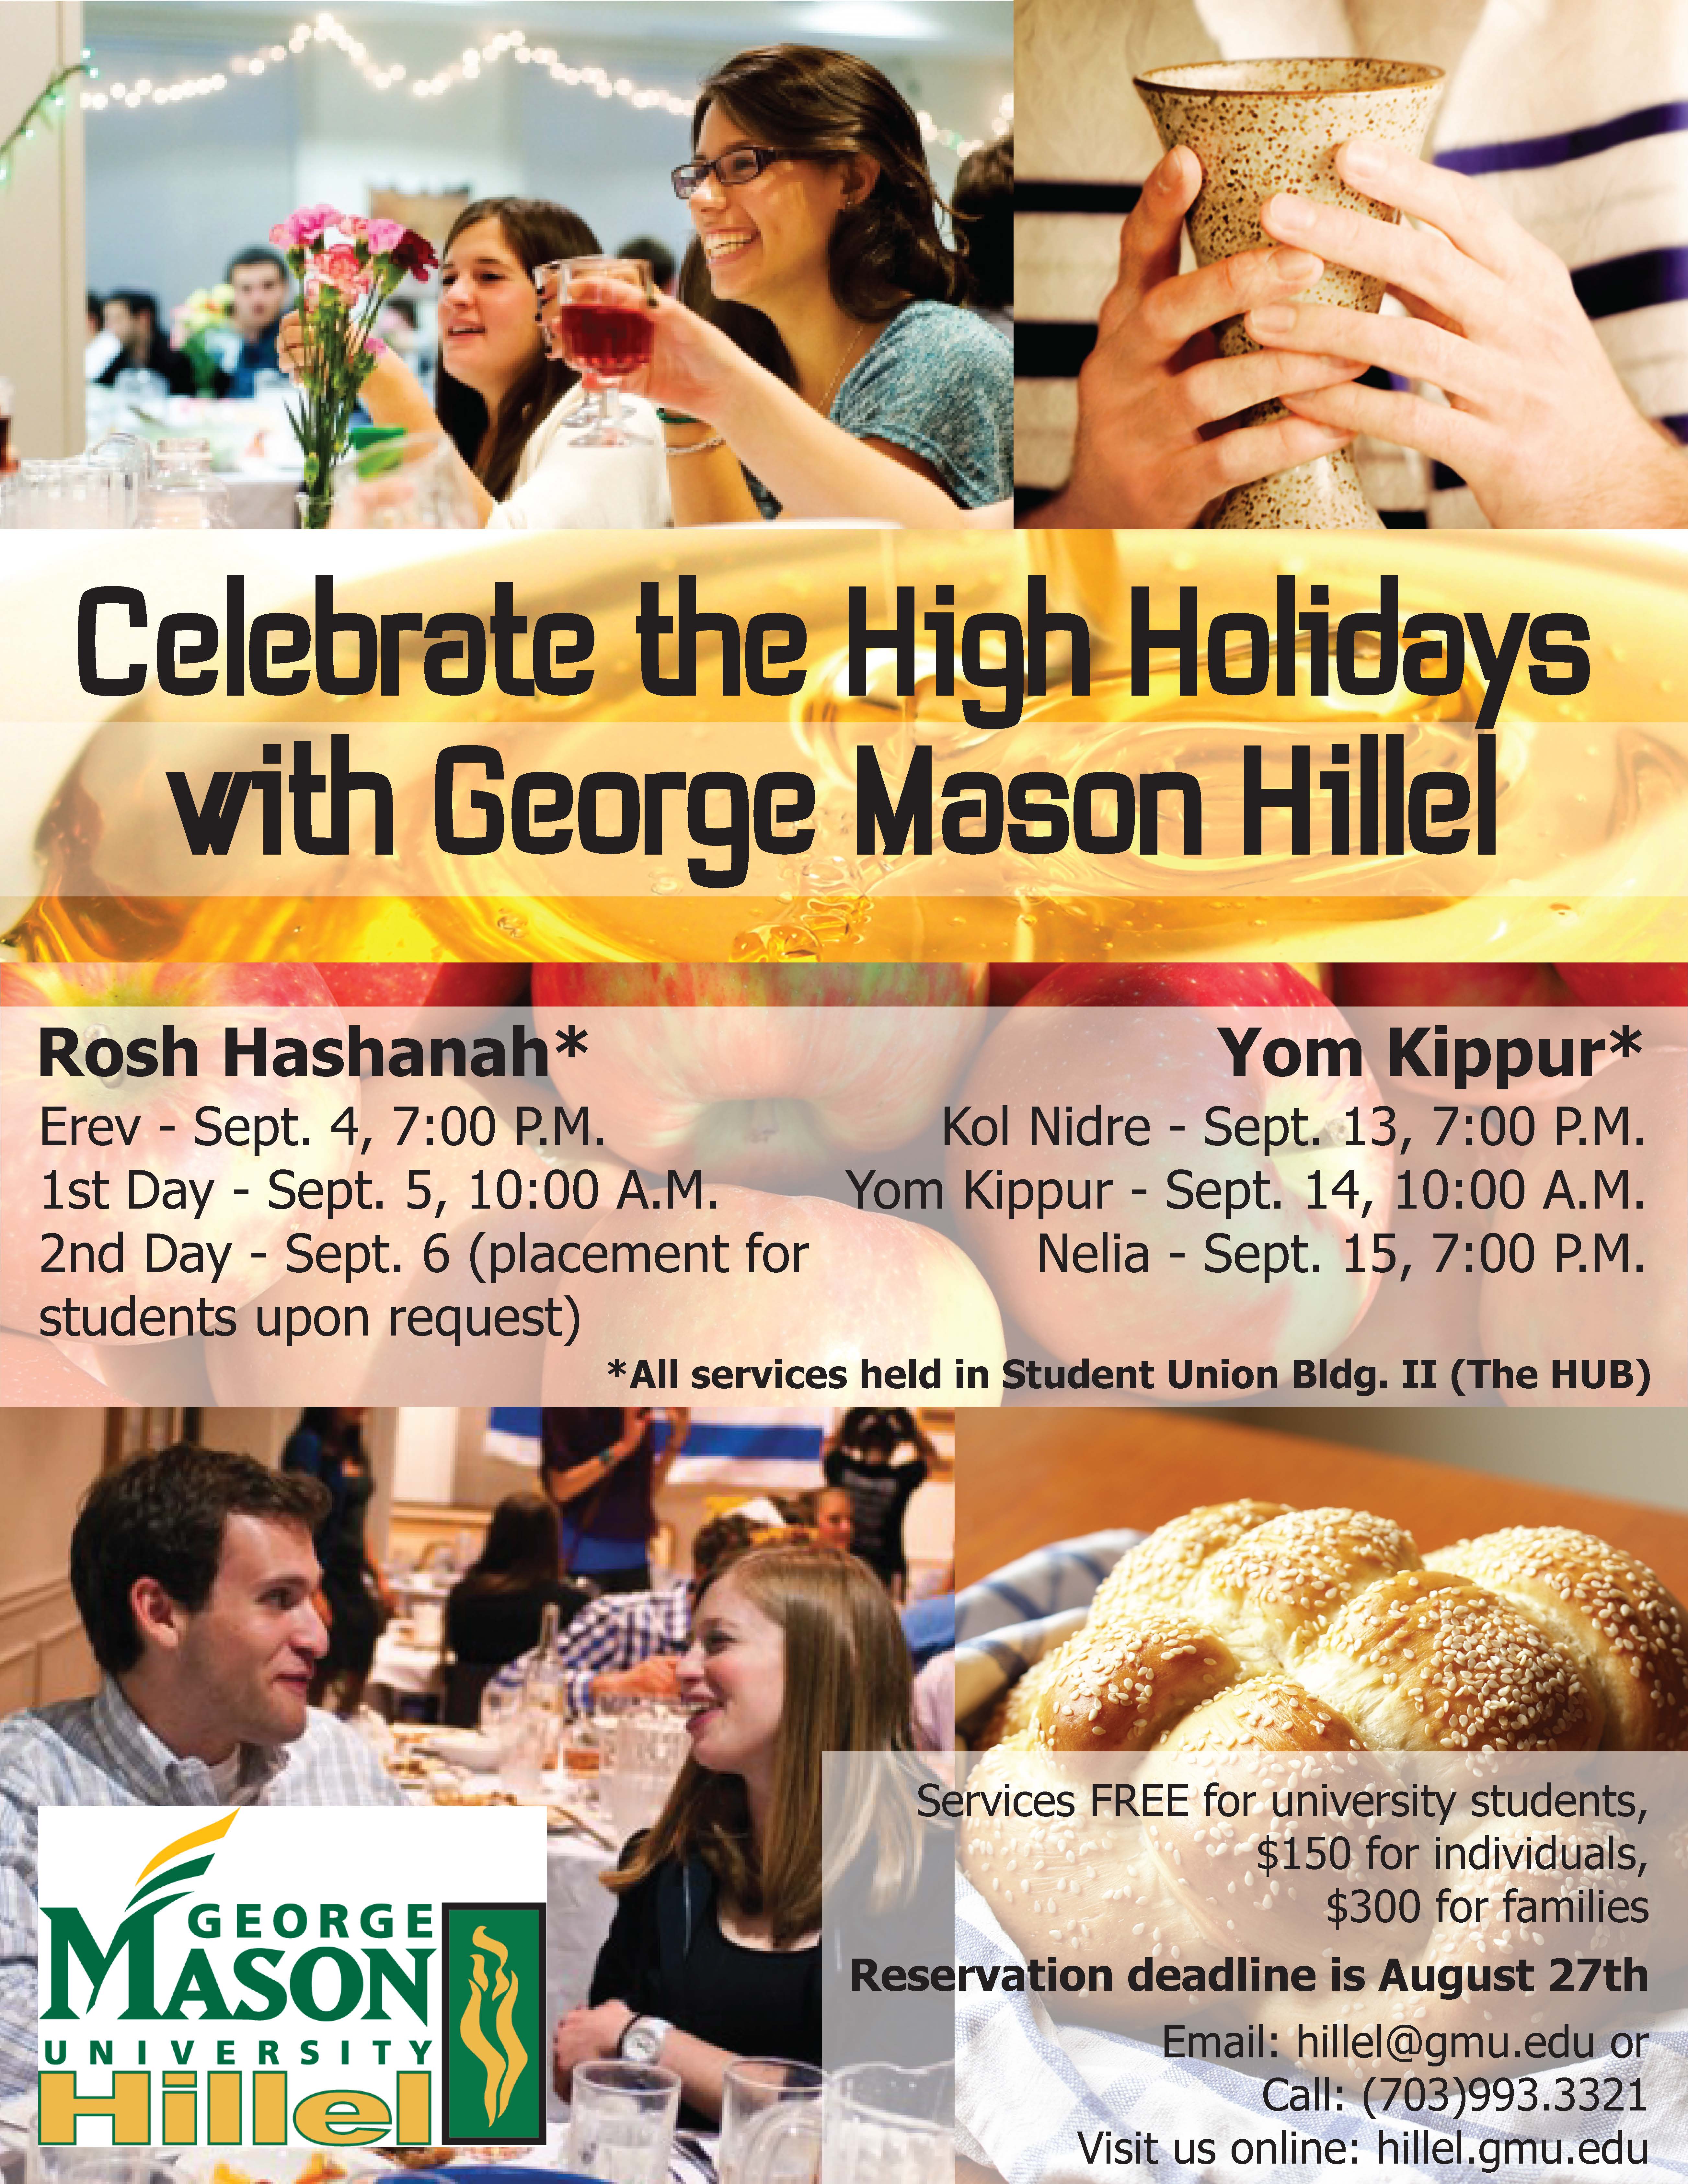 Celebrate the High Holidays
with George Mason Hillel
Rosh Hashanah*
Erev - Sept. 4, 7:00 P.M.
1st Day - Sept. 5, 10:00 A.M.
2nd Day - Sept. 6 (placement for
students upon request)
Yom Kippur*
Kol Nidre - Sept. 13, 7:00 P.M.
Yom Kippur - Sept. 14, 10:00 A.M.
Nelia - Sept. 15, 7:00 P.M.
*All services held in Student Union Bldg. II (The HUB)
GEORGE
MASON
UNIVERSITY
Hillel
Services FREE for university students,
$150 for individuals,
$300 for families
Reservation deadline is August 27th
Email: hillel@gmu.edu or
Call: (703)993.3321
Visit us online: hillel.gmu.edu